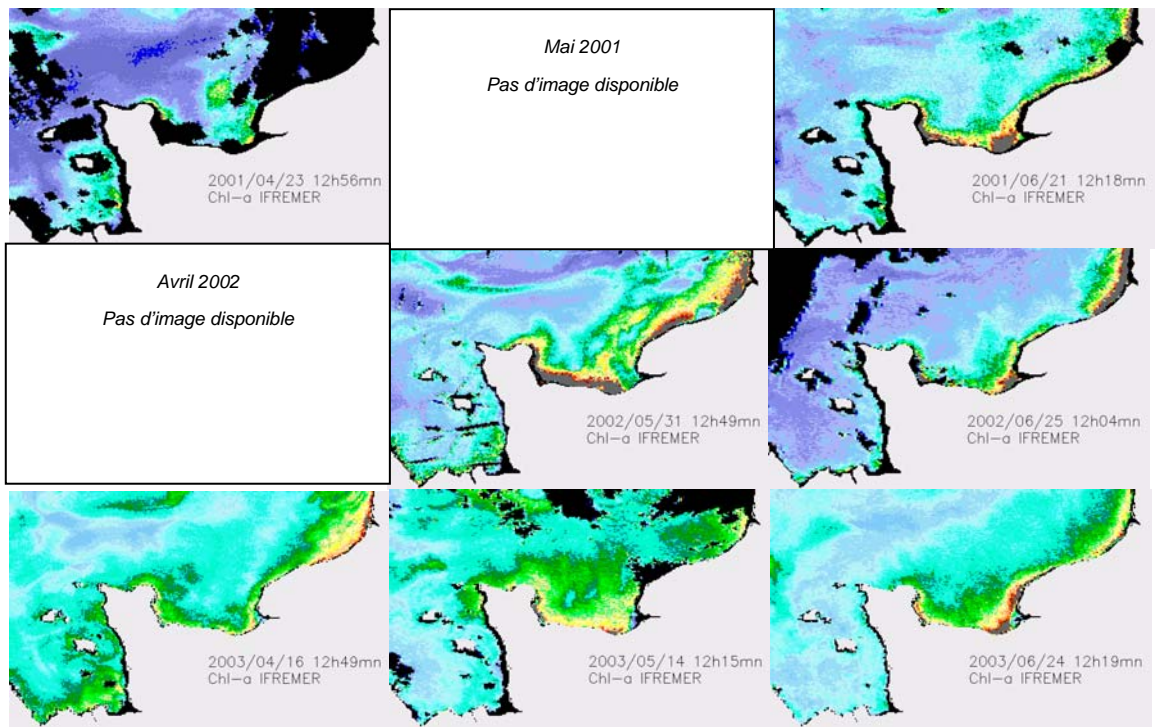 2001/04/23 12h56mn
Chl-a IFREMER
Mai 2001
Pas d'image disponible
2001/06/21 12h18mn
Chl-a IFREMER
Avril 2002
Pas d'image disponible
2002/05/31 12h49mn
Chl-a IFREMER
2002/06/25 12h04mn
Chl-a IFREMER
2003/04/16 12h49mn
Chl-a IFREMER
2003/05/14 12h15mn
Chl-a IFREMER
2003/06/24 12h19mn
Chl-a IFREMER